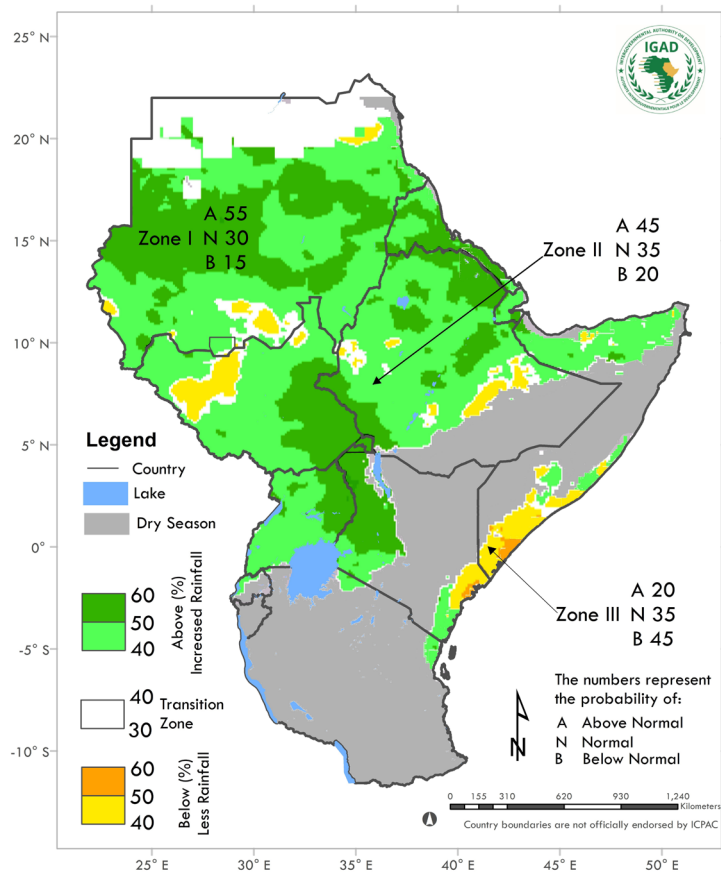 25° N
20° N
15° N
10° N
5° N
0°
-5° S
-10° S
INTERGOVERNMENTAL AUTHORITY ON DEVELOPMENT
IGAD
A 55
Zone I N 30
B 15
A 45
Zone II N 35
B 20
A 20
Zone III N 35
B 45
Legend
Country
Lake
Dry Season
60
50
40
Above (%)
Increased Rainfall
40
30
Transition
Zone
60
50
40
Below (%)
Less Rainfall
The numbers represent
the probability of:
A Above Normal
N Normal
B Below Normal
N
0 155 310 620 930 1,240
Kilometers
Country boundaries are not officially endorsed by ICPAC
25° E 30° E 35° E 40° E 45° E 50° E